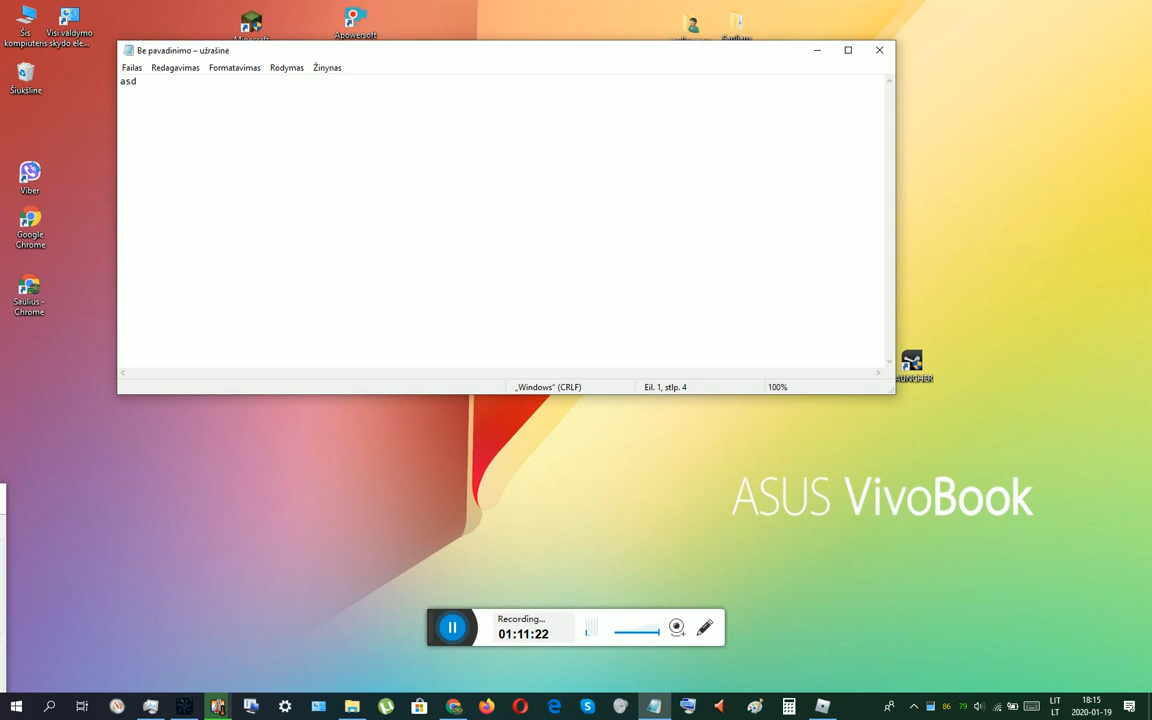 Šis kompiuteris
Visi valdymo skydo ele...
Apowersoft
Be pavadinimo – užrašinė
Failas Redagavimas Formatavimas Rodymas Žinynas
asd
Šiukšlinė
Viber
Google Chrome
Saulius - Chrome
AUNCHER
„Windows“ (CRLF) Eil. 1, stlp. 4 100%
ASUS VivoBook
Recording...
01:11:22
86 79
LIT
LT
18:15
2020-01-19